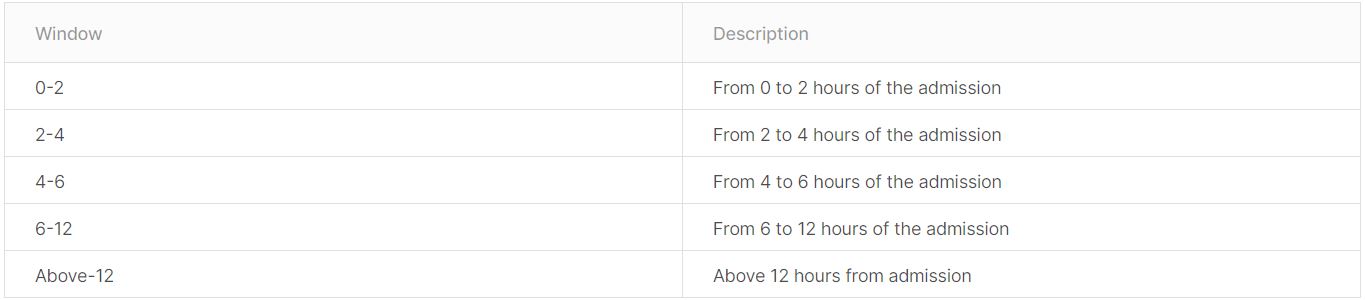 Window Description
0-2 From 0 to 2 hours of the admission
2-4 From 2 to 4 hours of the admission
4-6 From 4 to 6 hours of the admission
6-12 From 6 to 12 hours of the admission
Above-12 Above 12 hours from admission